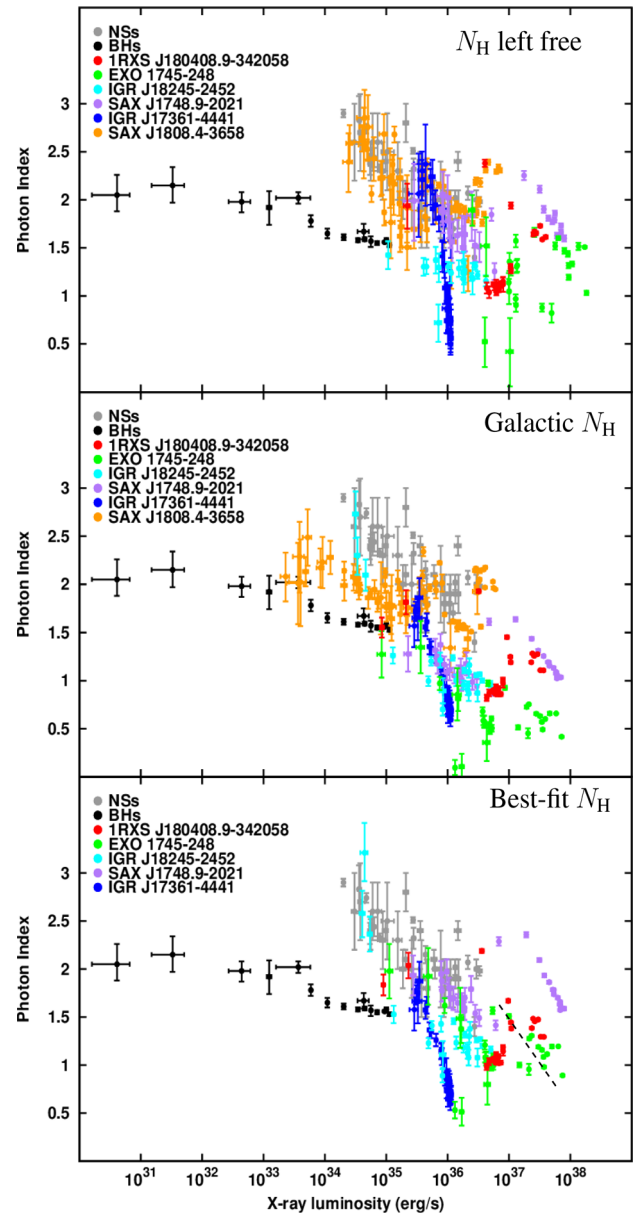 N_H left free
NSs
BHs
1RXS J180408.9-342058
EXO 1745-248
IGR J18245-2452
SAX J1748.9-2021
IGR J17361-4441
SAX J1808.4-3658
Photon Index
3
2.5
2
1.5
1
0.5
Galactic N_H
NSs
BHs
1RXS J180408.9-342058
EXO 1745-248
IGR J18245-2452
SAX J1748.9-2021
IGR J17361-4441
SAX J1808.4-3658
Photon Index
3
2.5
2
1.5
1
0.5
Best-fit N_H
NSs
BHs
1RXS J180408.9-342058
EXO 1745-248
IGR J18245-2452
SAX J1748.9-2021
IGR J17361-4441
Photon Index
3
2.5
2
1.5
1
0.5
10^31 10^32 10^33 10^34 10^35 10^36 10^37 10^38
X-ray luminosity (erg/s)